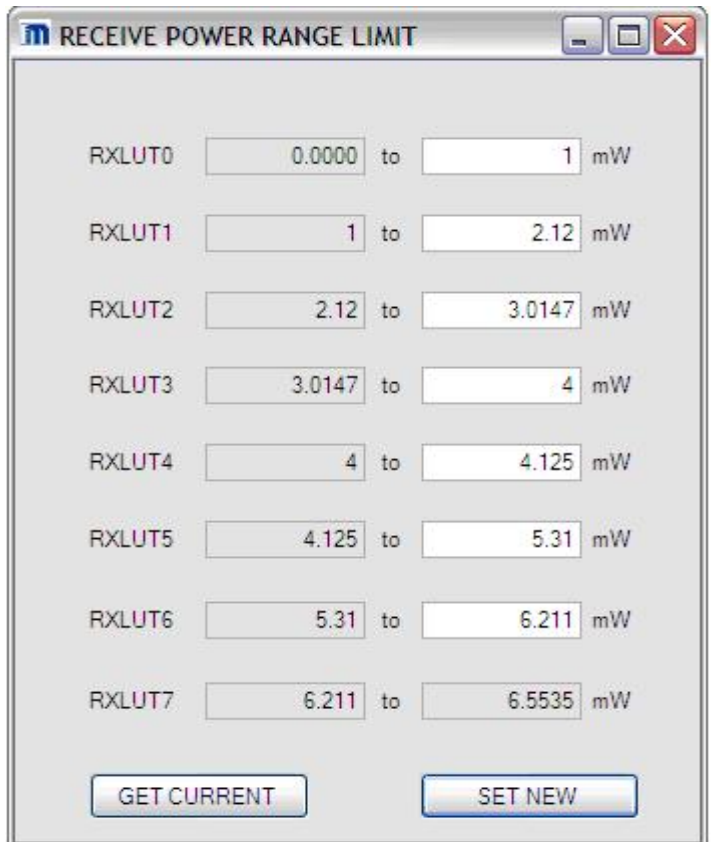 m RECEIVE POWER RANGE LIMIT
RXLUT0 0.0000 to 1 mW
RXLUT1 1 to 2.12 mW
RXLUT2 2.12 to 3.0147 mW
RXLUT3 3.0147 to 4 mW
RXLUT4 4 to 4.125 mW
RXLUT5 4.125 to 5.31 mW
RXLUT6 5.31 to 6.211 mW
RXLUT7 6.211 to 6.5535 mW
GET CURRENT SET NEW